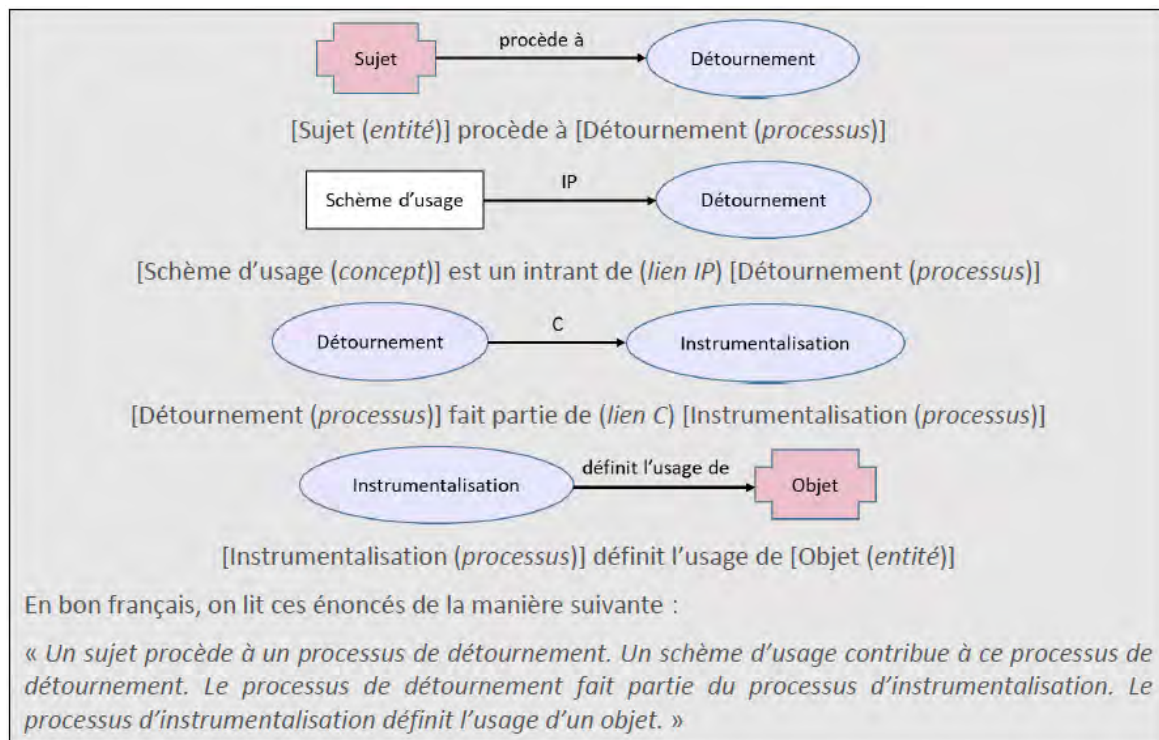 procède à
Sujet
Détournement
[Sujet (entité)] procède à [Détournement (processus)]
IP
Schème d'usage
Détournement
[Schème d'usage (concept)] est un intrant de (lien IP) [Détournement (processus)]
C
Détournement
Instrumentalisation
[Détournement (processus)] fait partie de (lien C) [Instrumentalisation (processus)]
définit l'usage de
Instrumentalisation
Objet
[Instrumentalisation (processus)] définit l'usage de [Objet (entité)]
En bon français, on lit ces énoncés de la manière suivante :
« Un sujet procède à un processus de détournement. Un schème d'usage contribue à ce processus de
détournement. Le processus de détournement fait partie du processus d'instrumentalisation. Le
processus d'instrumentalisation définit l'usage d'un objet. »